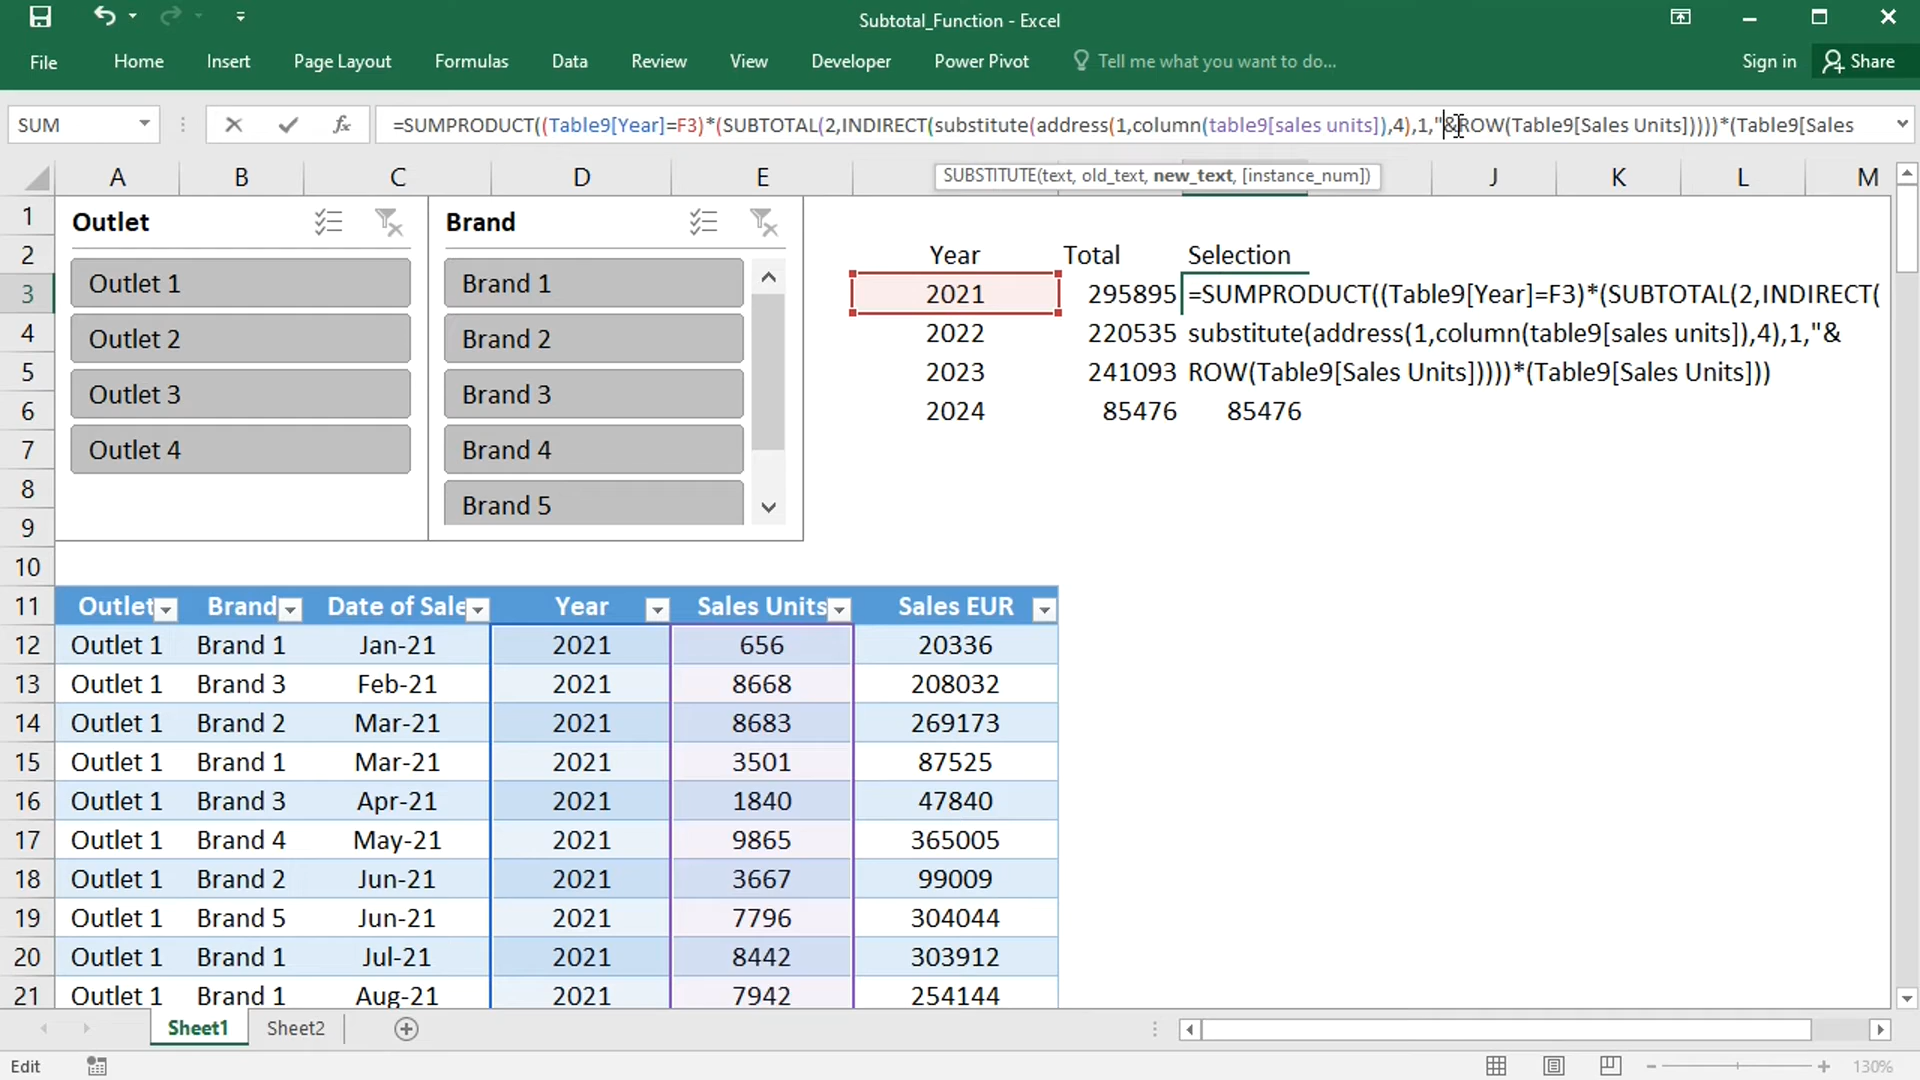 Subtotal_Function - Excel
File Home Insert Page Layout Formulas Data Review View Developer Power Pivot Tell me what you want to do... Sign in Share
SUM fx =SUMPRODUCT((Table9[Year]=F3)*(SUBTOTAL(2,INDIRECT(substitute(address(1,column(table9[sales units]),4),1,"&ROW(Table9[Sales Units]))))*(Table9[Sales
SUBSTITUTE(text, old_text, new_text, [instance_num])
A B C D E J K L M
1 Outlet Brand
2 Year Total Selection
3 Outlet 1 Brand 1 2021 295895 =SUMPRODUCT((Table9[Year]=F3)*(SUBTOTAL(2,INDIRECT(
4 Outlet 2 Brand 2 2022 220535 substitute(address(1,column(table9[sales units]),4),1,"&
5 Outlet 3 Brand 3 2023 241093 ROW(Table9[Sales Units]))))*(Table9[Sales Units]))
6 2024 85476 85476
7 Outlet 4 Brand 4
8 Brand 5
9
10
11 Outlet Brand Date of Sale Year Sales Units Sales EUR
12 Outlet 1 Brand 1 Jan-21 2021 656 20336
13 Outlet 1 Brand 3 Feb-21 2021 8668 208032
14 Outlet 1 Brand 2 Mar-21 2021 8683 269173
15 Outlet 1 Brand 1 Mar-21 2021 3501 87525
16 Outlet 1 Brand 3 Apr-21 2021 1840 47840
17 Outlet 1 Brand 4 May-21 2021 9865 365005
18 Outlet 1 Brand 2 Jun-21 2021 3667 99009
19 Outlet 1 Brand 5 Jun-21 2021 7796 304044
20 Outlet 1 Brand 1 Jul-21 2021 8442 303912
21 Outlet 1 Brand 1 Aug-21 2021 7942 254144
Sheet1 Sheet2
Edit 130%